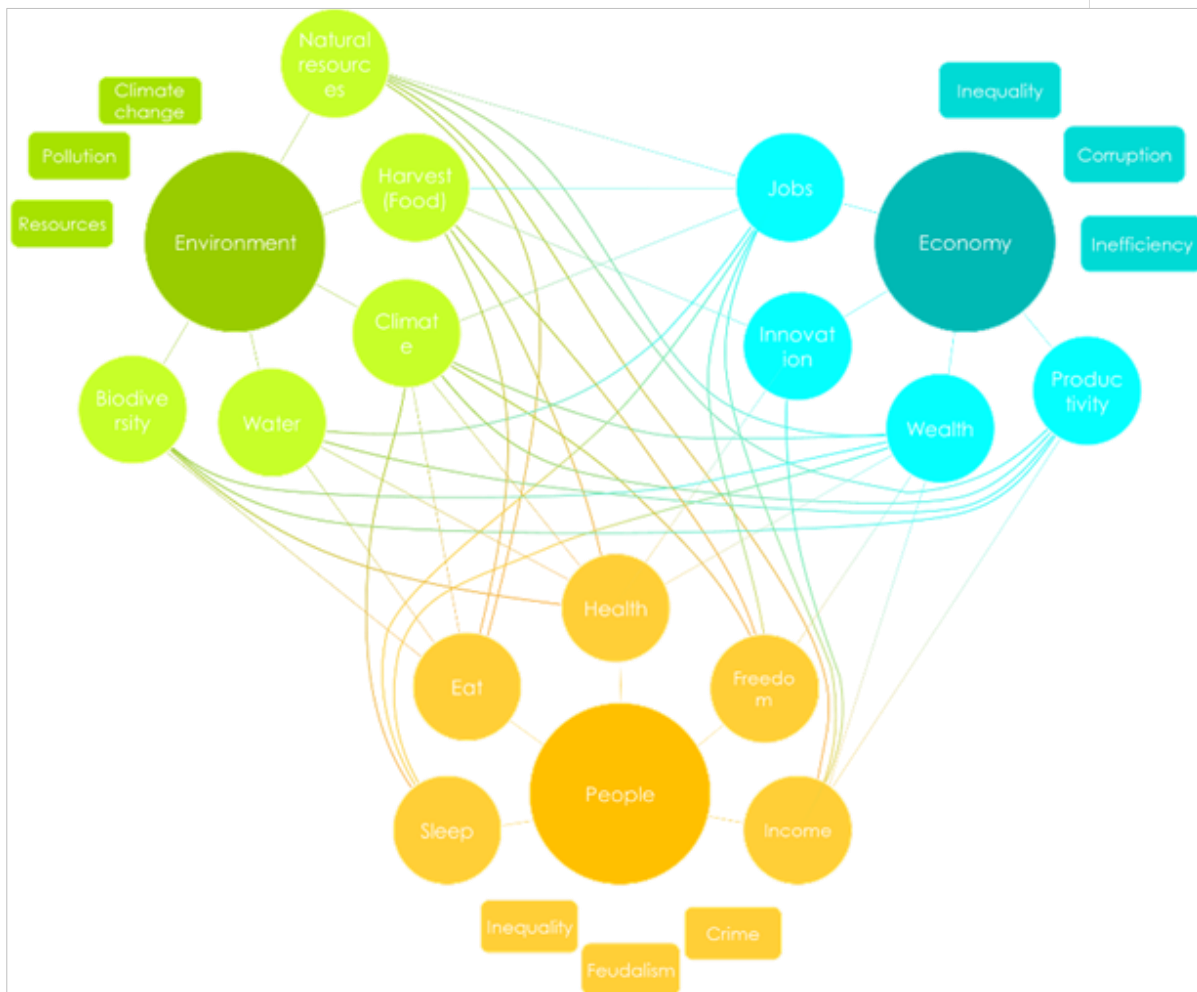 Natural
resourc
es
Climate
change
Pollution
Resources
Environment
Harvest
(Food)
Climat
e
Biodive
rsity
Water
Inequality
Corruption
Inefficiency
Jobs
Economy
Innovat
ion
Wealth
Produc
tivity
Health
Eat
Freedo
m
People
Sleep
Income
Inequality
Feudalism
Crime